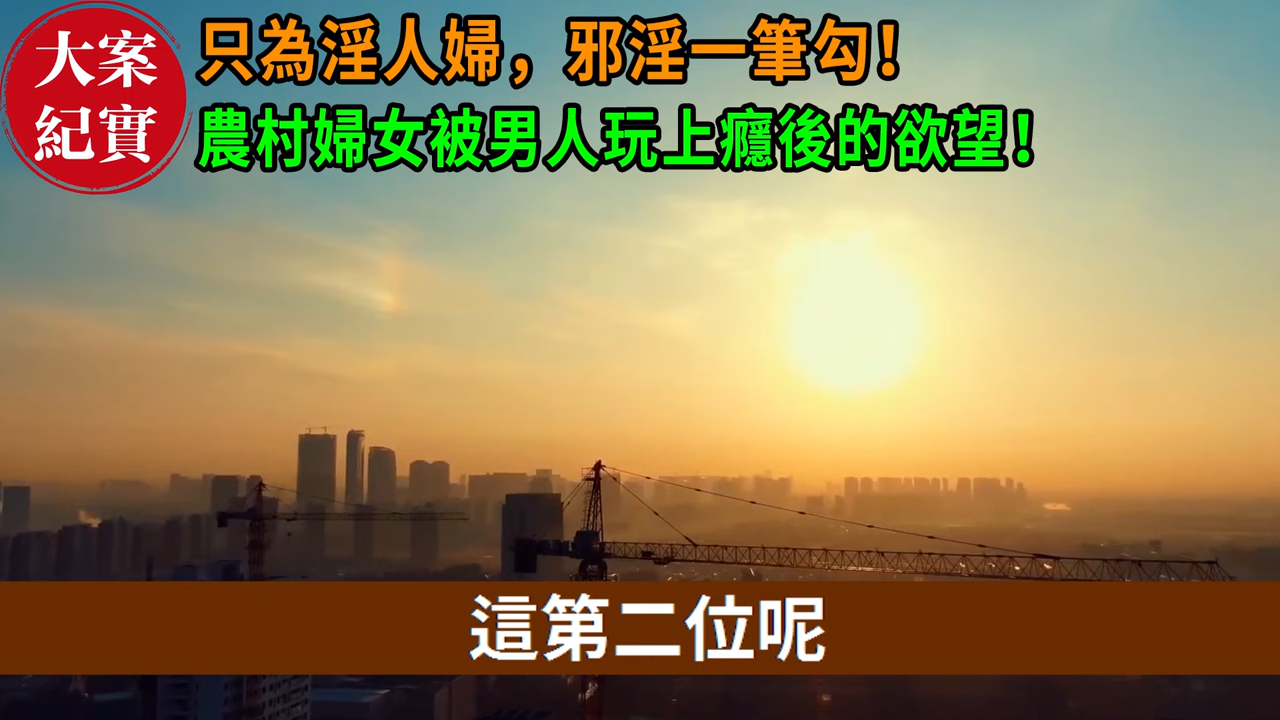 大案
紀實
只為淫人婦，邪淫一筆勾！
農村婦女被男人玩上癮後的欲望！
這第二位呢